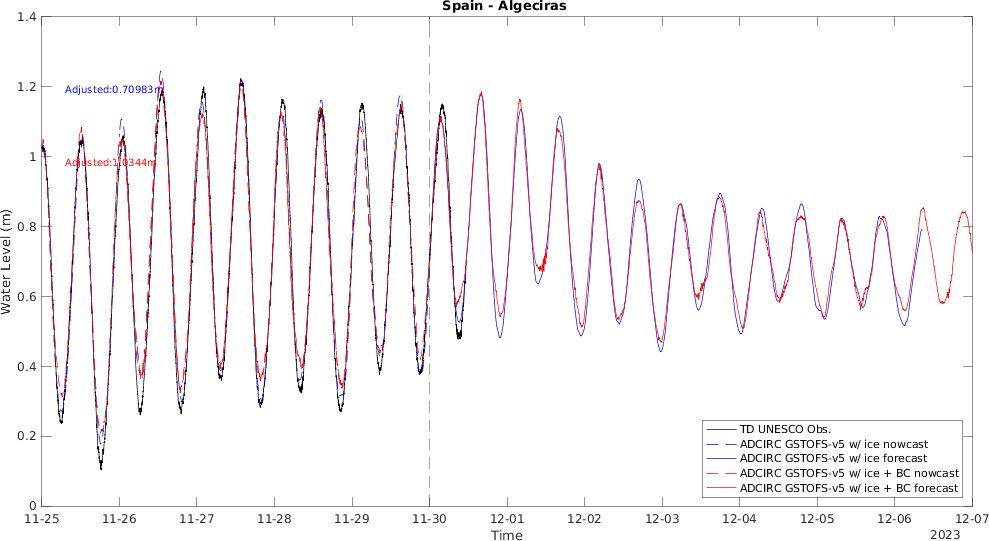 Spain - Algeciras
1.4
1.2
1
0.8
0.6
0.4
0.2
0
Water Level (m)
Adjusted:0.70983m
Adjusted:1.0344m
TD UNESCO Obs.
ADCIRC GSTOFS-v5 w/ ice nowcast
ADCIRC GSTOFS-v5 w/ ice forecast
ADCIRC GSTOFS-v5 w/ ice + BC nowcast
ADCIRC GSTOFS-v5 w/ ice + BC forecast
11-25 11-26 11-27 11-28 11-29 11-30 12-01 12-02 12-03 12-04 12-05 12-06 12-07
Time
2023